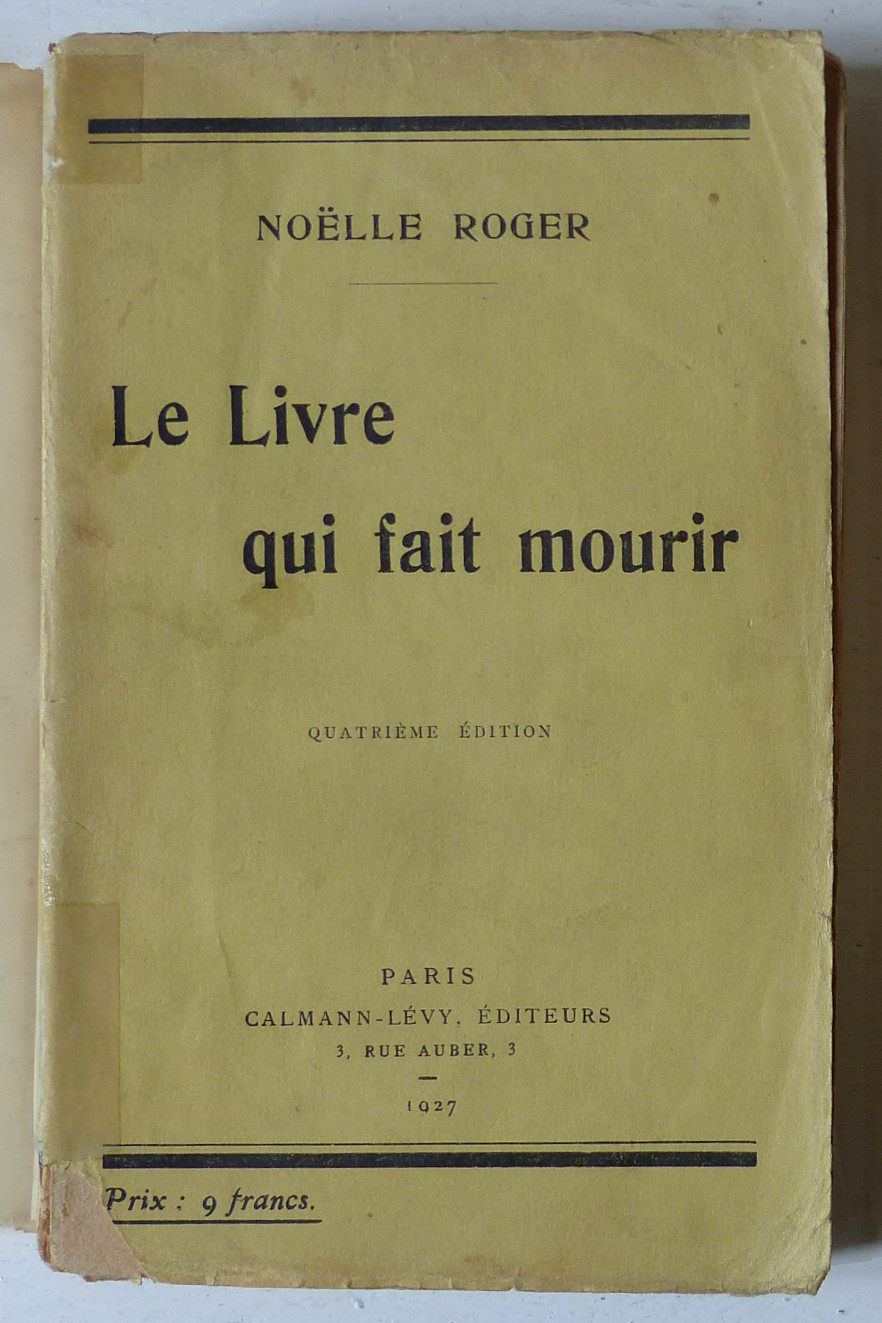 NOËLLE ROGER
Le Livre
qui fait mourir
QUATRIÈME ÉDITION
PARIS
CALMANN-LÉVY, ÉDITEURS
3, RUE AUBER, 3
1927
Prix : 9 francs.